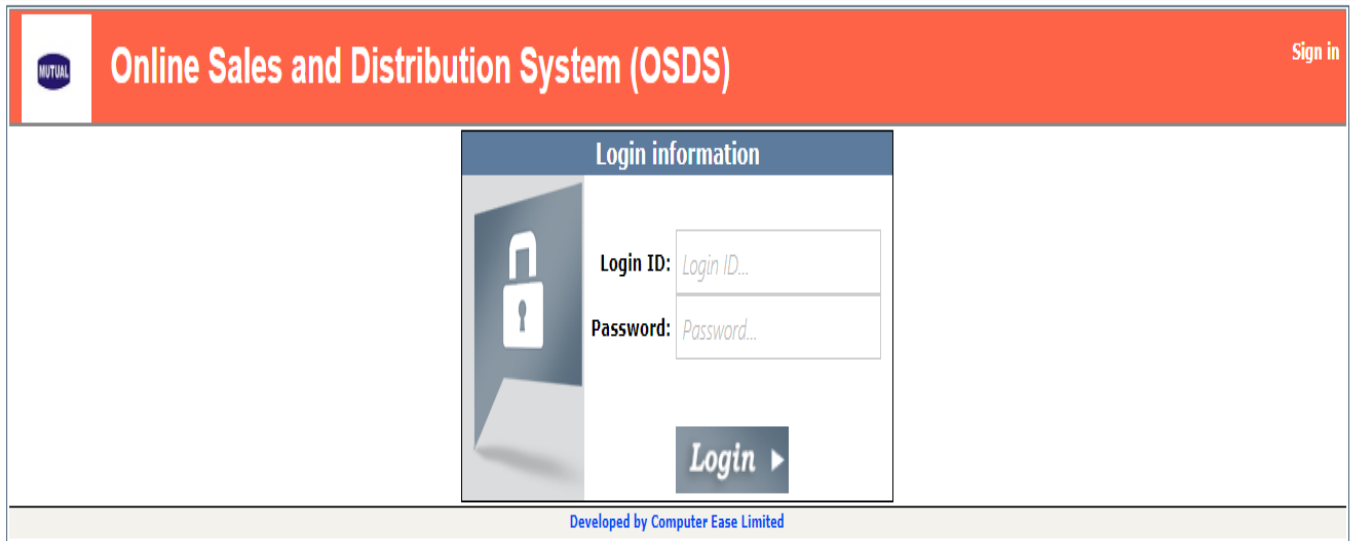 MUTUAL
Online Sales and Distribution System (OSDS)
Sign in
Login information
Login ID: Login ID...
Password: Password...
Login
Developed by Computer Ease Limited